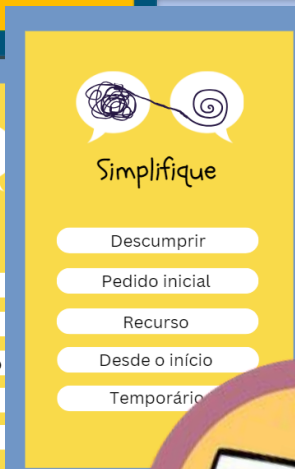 Simplifique
Descumprir
Pedido inicial
Recurso
Desde o início
Temporário